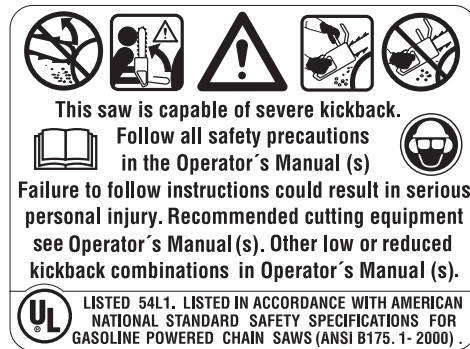 This saw is capable of severe kickback.
Follow all safety precautions
in the Operator´s Manual (s)
Failure to follow instructions could result in serious
personal injury. Recommended cutting equipment
see Operator´s Manual (s). Other low or reduced
kickback combinations in Operator´s Manual (s).
UL
LISTED 54L1. LISTED IN ACCORDANCE WITH AMERICAN
NATIONAL STANDARD SAFETY SPECIFICATIONS FOR
GASOLINE POWERED CHAIN SAWS (ANSI B175. 1- 2000) .